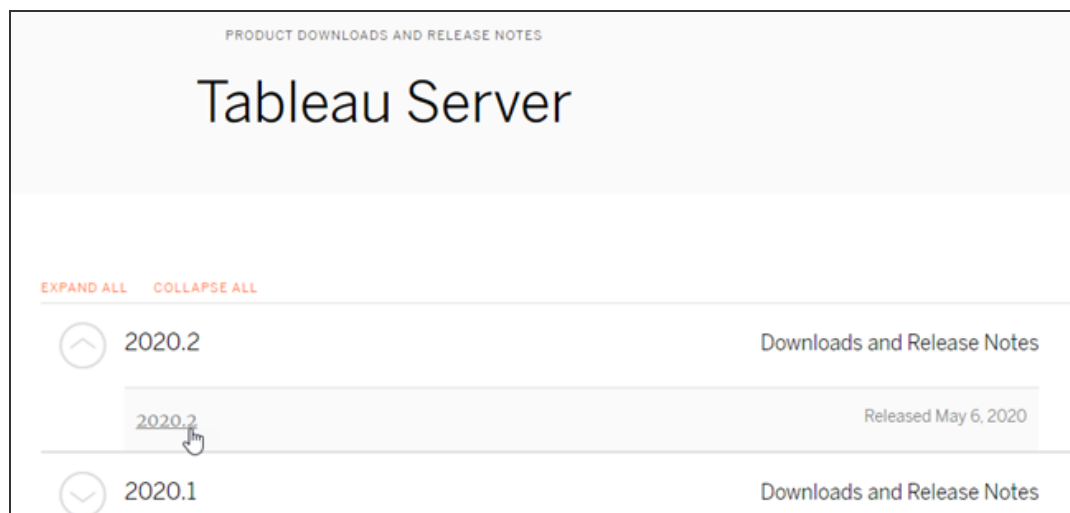 PRODUCT DOWNLOADS AND RELEASE NOTES
Tableau Server
EXPAND ALL COLLAPSE ALL
2020.2 Downloads and Release Notes
2020.2 Released May 6, 2020
2020.1 Downloads and Release Notes